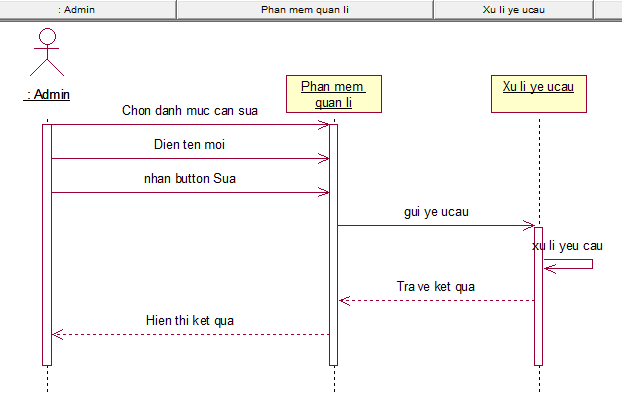 : Admin
Phan mem quan li
Xu li ye ucau
: Admin
Phan mem
quan li
Xu li ye ucau
Chon danh muc can sua
Dien ten moi
nhan button Sua
gui ye ucau
xu li yeu cau
Tra ve ket qua
Hien thi ket qua